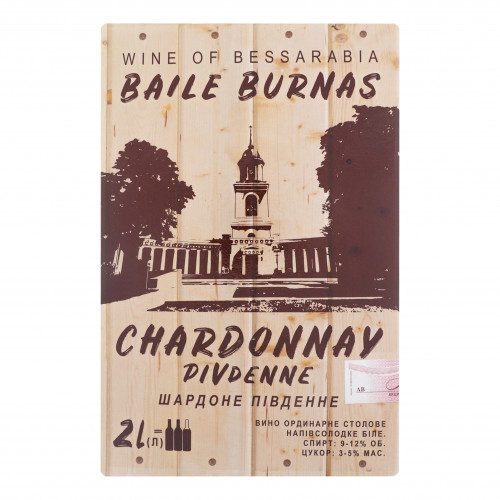 WINE OF BESSARABIA
BAILE BURNAS
CHARDONNAY
PIVDENNE
ШАРДОНЕ ПІВДЕННЕ
2L(Л) =
ВИНО ОРДИНАРНЕ СТОЛОВЕ
НАПІВСОЛОДКЕ БІЛЕ.
СПИРТ: 9-12% ОБ.
ЦУКОР: 3-5% МАС.
АВ